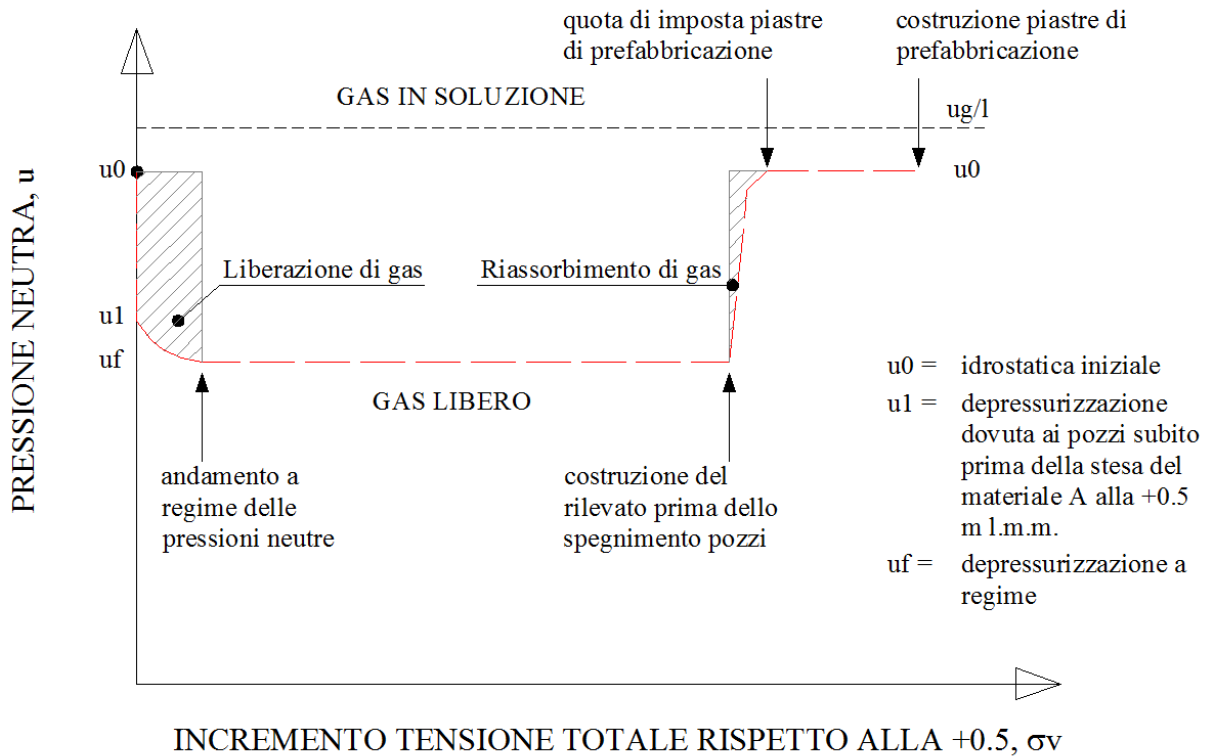 quota di imposta piastre
di prefabbricazione
costruzione piastre di
prefabbricazione
GAS IN SOLUZIONE
ug/l
u0
u0
Liberazione di gas
Riassorbimento di gas
u1
uf
GAS LIBERO
PRESSIONE NEUTRA, u
andamento a
regime delle
pressioni neutre
costruzione del
rilevato prima dello
spegnimento pozzi
u0 = idrostatica iniziale
u1 = depressurizzazione
dovuta ai pozzi subito
prima della stesa del
materiale A alla +0.5
m l.m.m.
uf = depressurizzazione a
regime
INCREMENTO TENSIONE TOTALE RISPETTO ALLA +0.5, σv